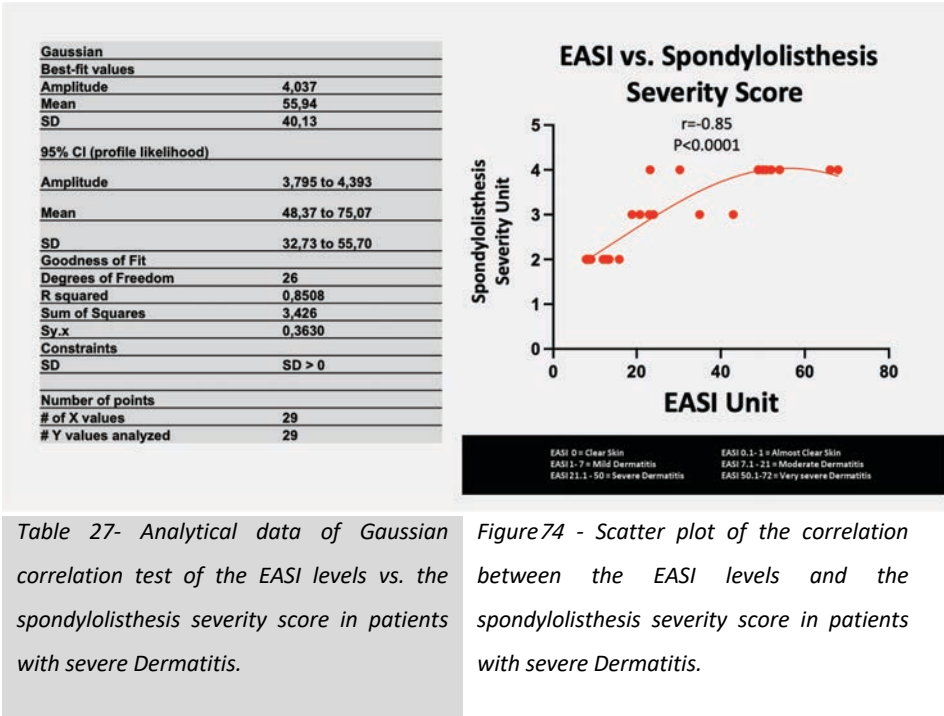 Gaussian
Best-fit values
Amplitude 4,037
Mean 55,94
SD 40,13
95% CI (profile likelihood)
Amplitude 3,795 to 4,393
Mean 48,37 to 75,07
SD 32,73 to 55,70
Goodness of Fit
Degrees of Freedom 26
R squared 0,8508
Sum of Squares 3,426
Sy.x 0,3630
Constraints
SD SD > 0
Number of points
# of X values 29
# Y values analyzed 29
EASI vs. Spondylolisthesis
Severity Score
r=-0.85
P<0.0001
Spondylolisthesis
Severity Unit
5
4
3
2
1
0
0 20 40 60 80
EASI Unit
EASI 0 = Clear Skin EASI 0.1- 1 = Almost Clear Skin
EASI 1- 7 = Mild Dermatitis EASI 7.1 - 21 = Moderate Dermatitis
EASI 21.1 - 50 = Severe Dermatitis EASI 50.1-72 = Very severe Dermatitis
Table 27- Analytical data of Gaussian
correlation test of the EASI levels vs. the
spondylolisthesis severity score in patients
with severe Dermatitis.
Figure 74 - Scatter plot of the correlation
between the EASI levels and the
spondylolisthesis severity score in patients
with severe Dermatitis.